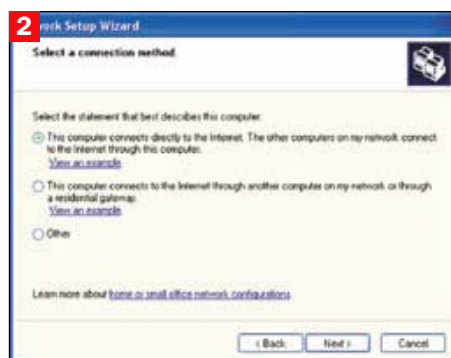 2
work Setup Wizard
Select a connection method.
Select the statement that best describes this computer:
This computer connects directly to the Internet. The other computers on my network connect
to the Internet through this computer.
View an example.
This computer connects to the Internet through another computer on my network or through
a residential gateway.
View an example.
Other
Learn more about home or small office network configurations.
< Back
Next >
Cancel